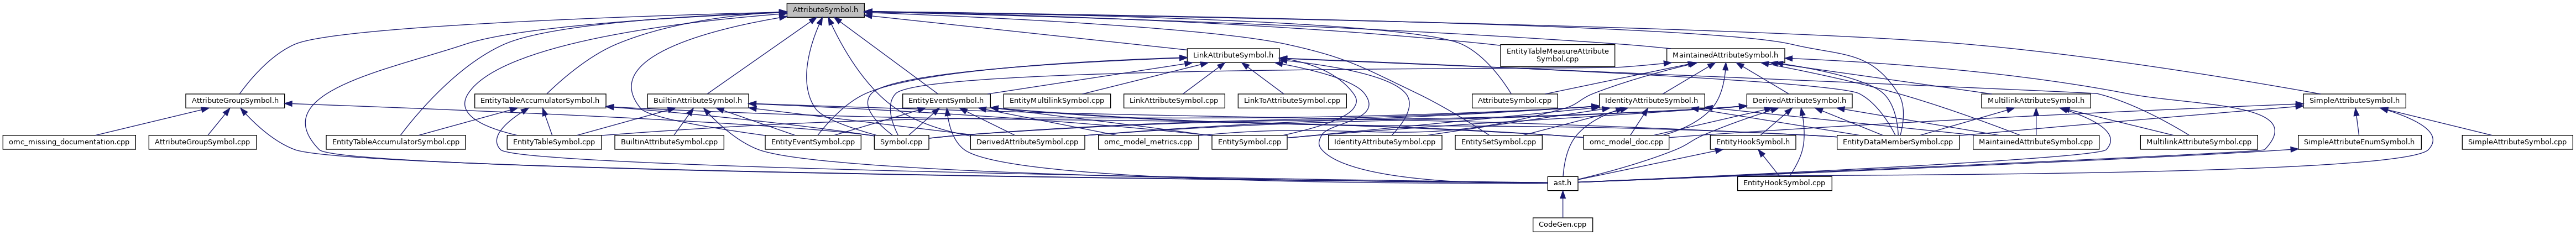 AttributeSymbol.h
LinkAttributeSymbol.h
EntityTableMeasureAttribute
Symbol.cpp
MaintainedAttributeSymbol.h
AttributeGroupSymbol.h
EntityTableAccumulatorSymbol.h
BuiltinAttributeSymbol.h
EntityEventSymbol.h
EntityMultilinkSymbol.cpp
LinkAttributeSymbol.cpp
LinkToAttributeSymbol.cpp
AttributeSymbol.cpp
IdentityAttributeSymbol.h
DerivedAttributeSymbol.h
MultilinkAttributeSymbol.h
SimpleAttributeSymbol.h
omc_missing_documentation.cpp
AttributeGroupSymbol.cpp
EntityTableAccumulatorSymbol.cpp
EntityTableSymbol.cpp
BuiltinAttributeSymbol.cpp
EntityEventSymbol.cpp
Symbol.cpp
DerivedAttributeSymbol.cpp
omc_model_metrics.cpp
EntitySymbol.cpp
IdentityAttributeSymbol.cpp
EntitySetSymbol.cpp
omc_model_doc.cpp
EntityHookSymbol.h
EntityDataMemberSymbol.cpp
MaintainedAttributeSymbol.cpp
MultilinkAttributeSymbol.cpp
SimpleAttributeEnumSymbol.h
SimpleAttributeSymbol.cpp
ast.h
EntityHookSymbol.cpp
CodeGen.cpp